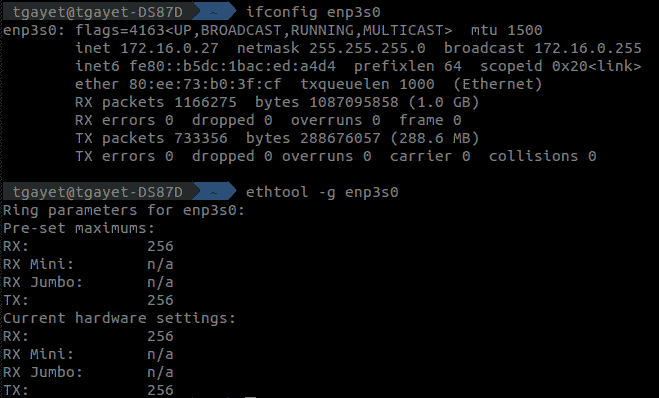 tgayet@tgayet-DS87D ~ ifconfig enp3s0
enp3s0: flags=4163<UP,BROADCAST,RUNNING,MULTICAST>  mtu 1500
        inet 172.16.0.27  netmask 255.255.255.0  broadcast 172.16.0.255
        inet6 fe80::b5dc:1bac:ed:a4d4  prefixlen 64  scopeid 0x20<link>
        ether 80:ee:73:b0:3f:cf  txqueuelen 1000  (Ethernet)
        RX packets 1166275  bytes 1087095858 (1.0 GB)
        RX errors 0  dropped 0  overruns 0  frame 0
        TX packets 733356  bytes 288676057 (288.6 MB)
        TX errors 0  dropped 0 overruns 0  carrier 0  collisions 0
tgayet@tgayet-DS87D ~ ethtool -g enp3s0
Ring parameters for enp3s0:
Pre-set maximums:
RX:             256
RX Mini:        n/a
RX Jumbo:       n/a
TX:             256
Current hardware settings:
RX:             256
RX Mini:        n/a
RX Jumbo:       n/a
TX:             256